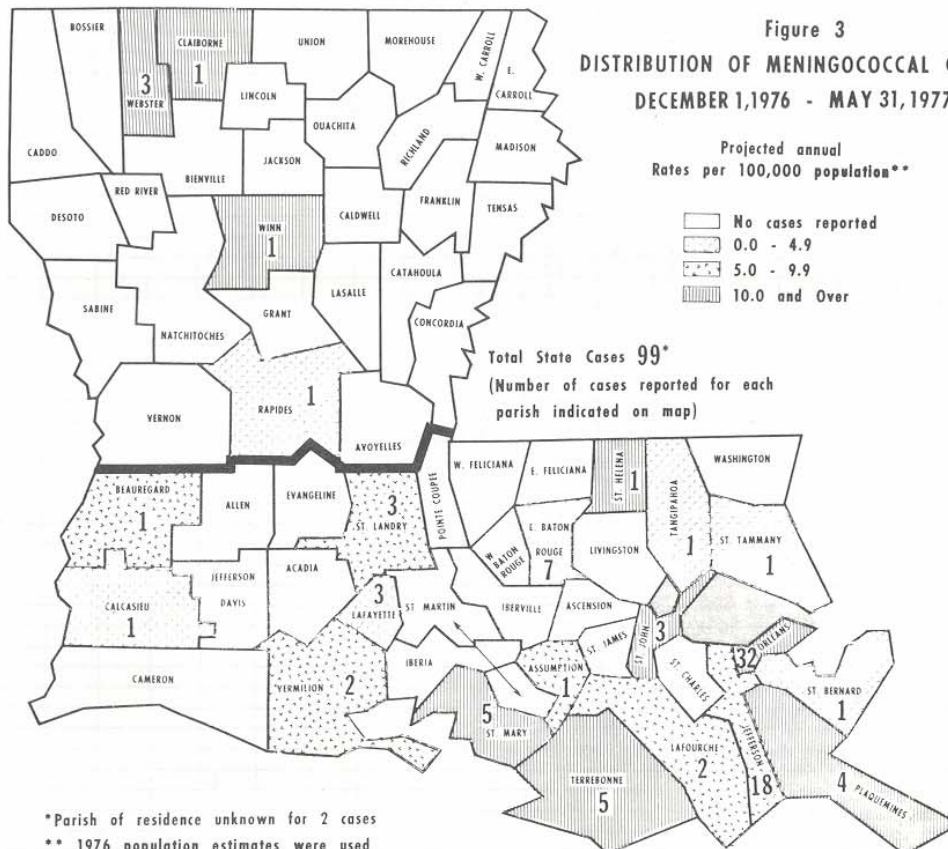 Figure 3
DISTRIBUTION OF MENINGOCOCCAL
DECEMBER 1,1976 - MAY 31,1977
Projected annual
Rates per 100,000 population**
No cases reported
0.0 - 4.9
5.0 - 9.9
10.0 and Over
Total State Cases 99*
(Number of cases reported for each
parish indicated on map)
BOSSIER
CLAIBORNE
1
UNION
MOREHOUSE
W. CARROLL
E.
CARROLL
3
WEBSTER
LINCOLN
OUACHITA
RICHLAND
MADISON
CADDO
BIENVILLE
JACKSON
RED RIVER
DESOTO
WINN
1
CALDWELL
FRANKLIN
TENSAS
SABINE
NATCHITOCHES
GRANT
LASALLE
CATAHOULA
CONCORDIA
VERNON
RAPIDES
1
AVOYELLES
BEAUREGARD
1
ALLEN
EVANGELINE
3
ST. LANDRY
POINTE COUPEE
W. FELICIANA
E. FELICIANA
ST. HELENA
1
TANGIPAHOA
1
WASHINGTON
ST. TAMMANY
1
W. BATON
ROUGE
E. BATON
ROUGE
7
LIVINGSTON
CALCASIEU
1
JEFFERSON
DAVIS
ACADIA
3
LAFAYETTE
ST. MARTIN
IBERVILLE
ASCENSION
ST. JAMES
ST. JOHN
3
ST. CHARLES
32
ORLEANS
ST. BERNARD
1
CAMERON
VERMILION
2
IBERIA
ASSUMPTION
1
5
ST. MARY
TERREBONNE
5
LAFOURCHE
2
JEFFERSON
18
4
PLAQUEMINES
*Parish of residence unknown for 2 cases
** 1976 population estimates were used